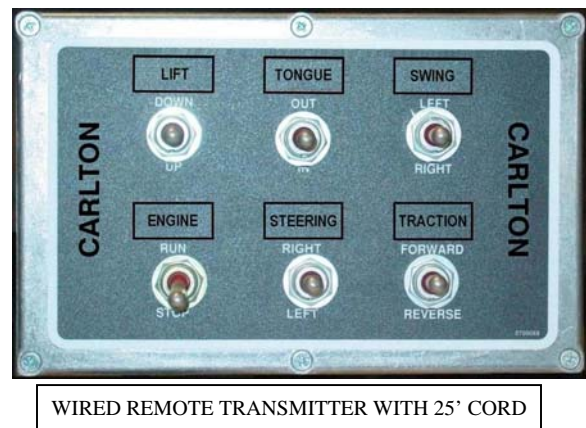 LIFT TONGUE SWING
DOWN OUT LEFT
UP IN RIGHT
CARLTON
CARLTON
ENGINE STEERING TRACTION
RUN RIGHT FORWARD
STOP LEFT REVERSE
WIRED REMOTE TRANSMITTER WITH 25’ CORD